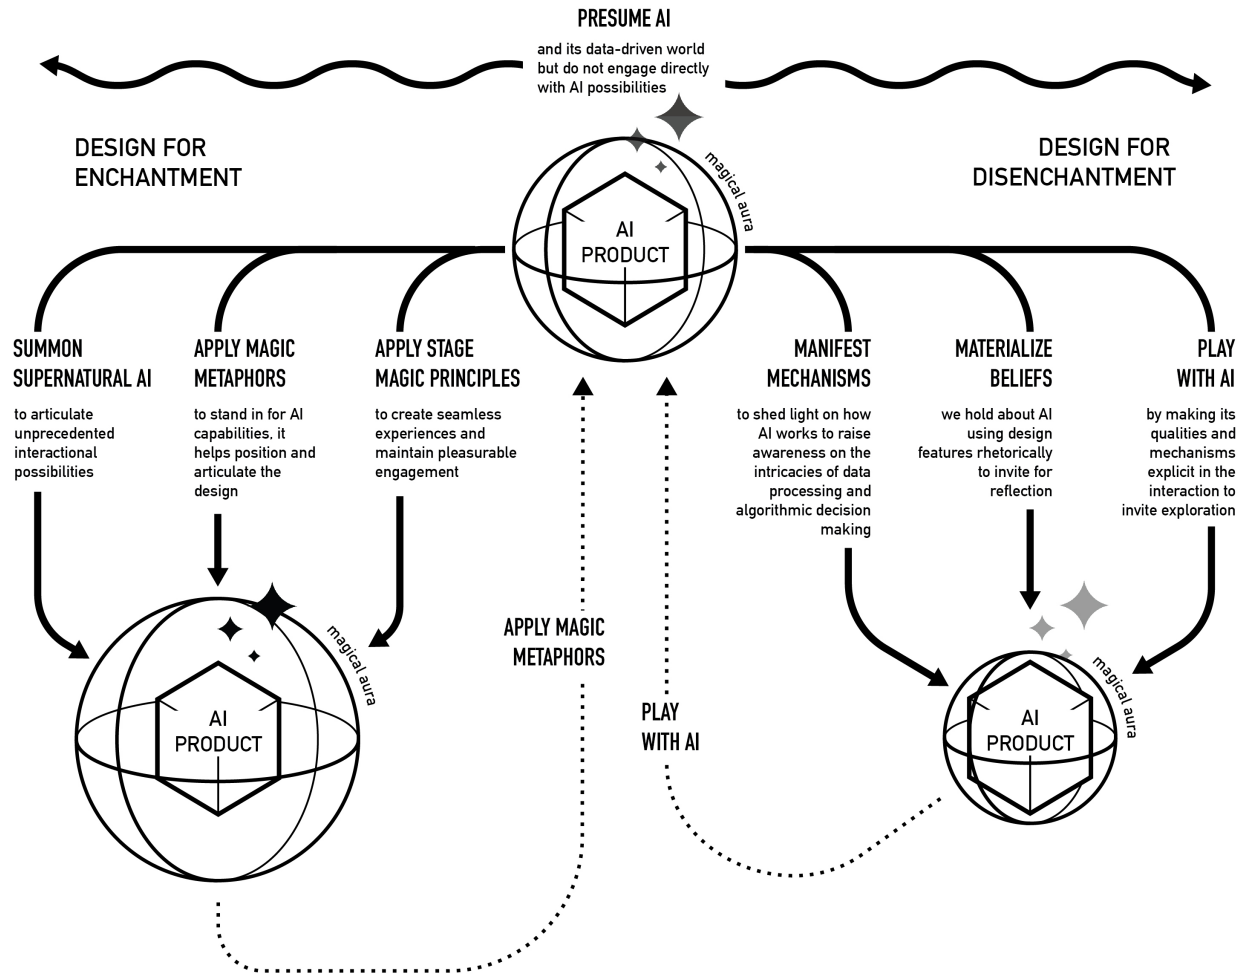 PRESUME AI
and its data-driven world
but do not engage directly
with AI possibilities
DESIGN FOR
ENCHANTMENT
DESIGN FOR
DISENCHANTMENT
magical aura
AI
PRODUCT
SUMMON
SUPERNATURAL AI
to articulate
unprecedented
interactional
possibilities
APPLY MAGIC
METAPHORS
to stand in for AI
capabilities, it
helps position and
articulate the
design
APPLY STAGE
MAGIC PRINCIPLES
to create seamless
experiences and
maintain pleasurable
engagement
MANIFEST
MECHANISMS
to shed light on how
AI works to raise
awareness on the
intricacies of data
processing and
algorithmic decision
making
MATERIALIZE
BELIEFS
we hold about AI
using design
features rhetorically
to invite for
reflection
PLAY
WITH AI
by making its
qualities and
mechanisms
explicit in the
interaction to
invite exploration
magical aura
AI
PRODUCT
APPLY MAGIC
METAPHORS
PLAY
WITH AI
magical aura
AI
PRODUCT